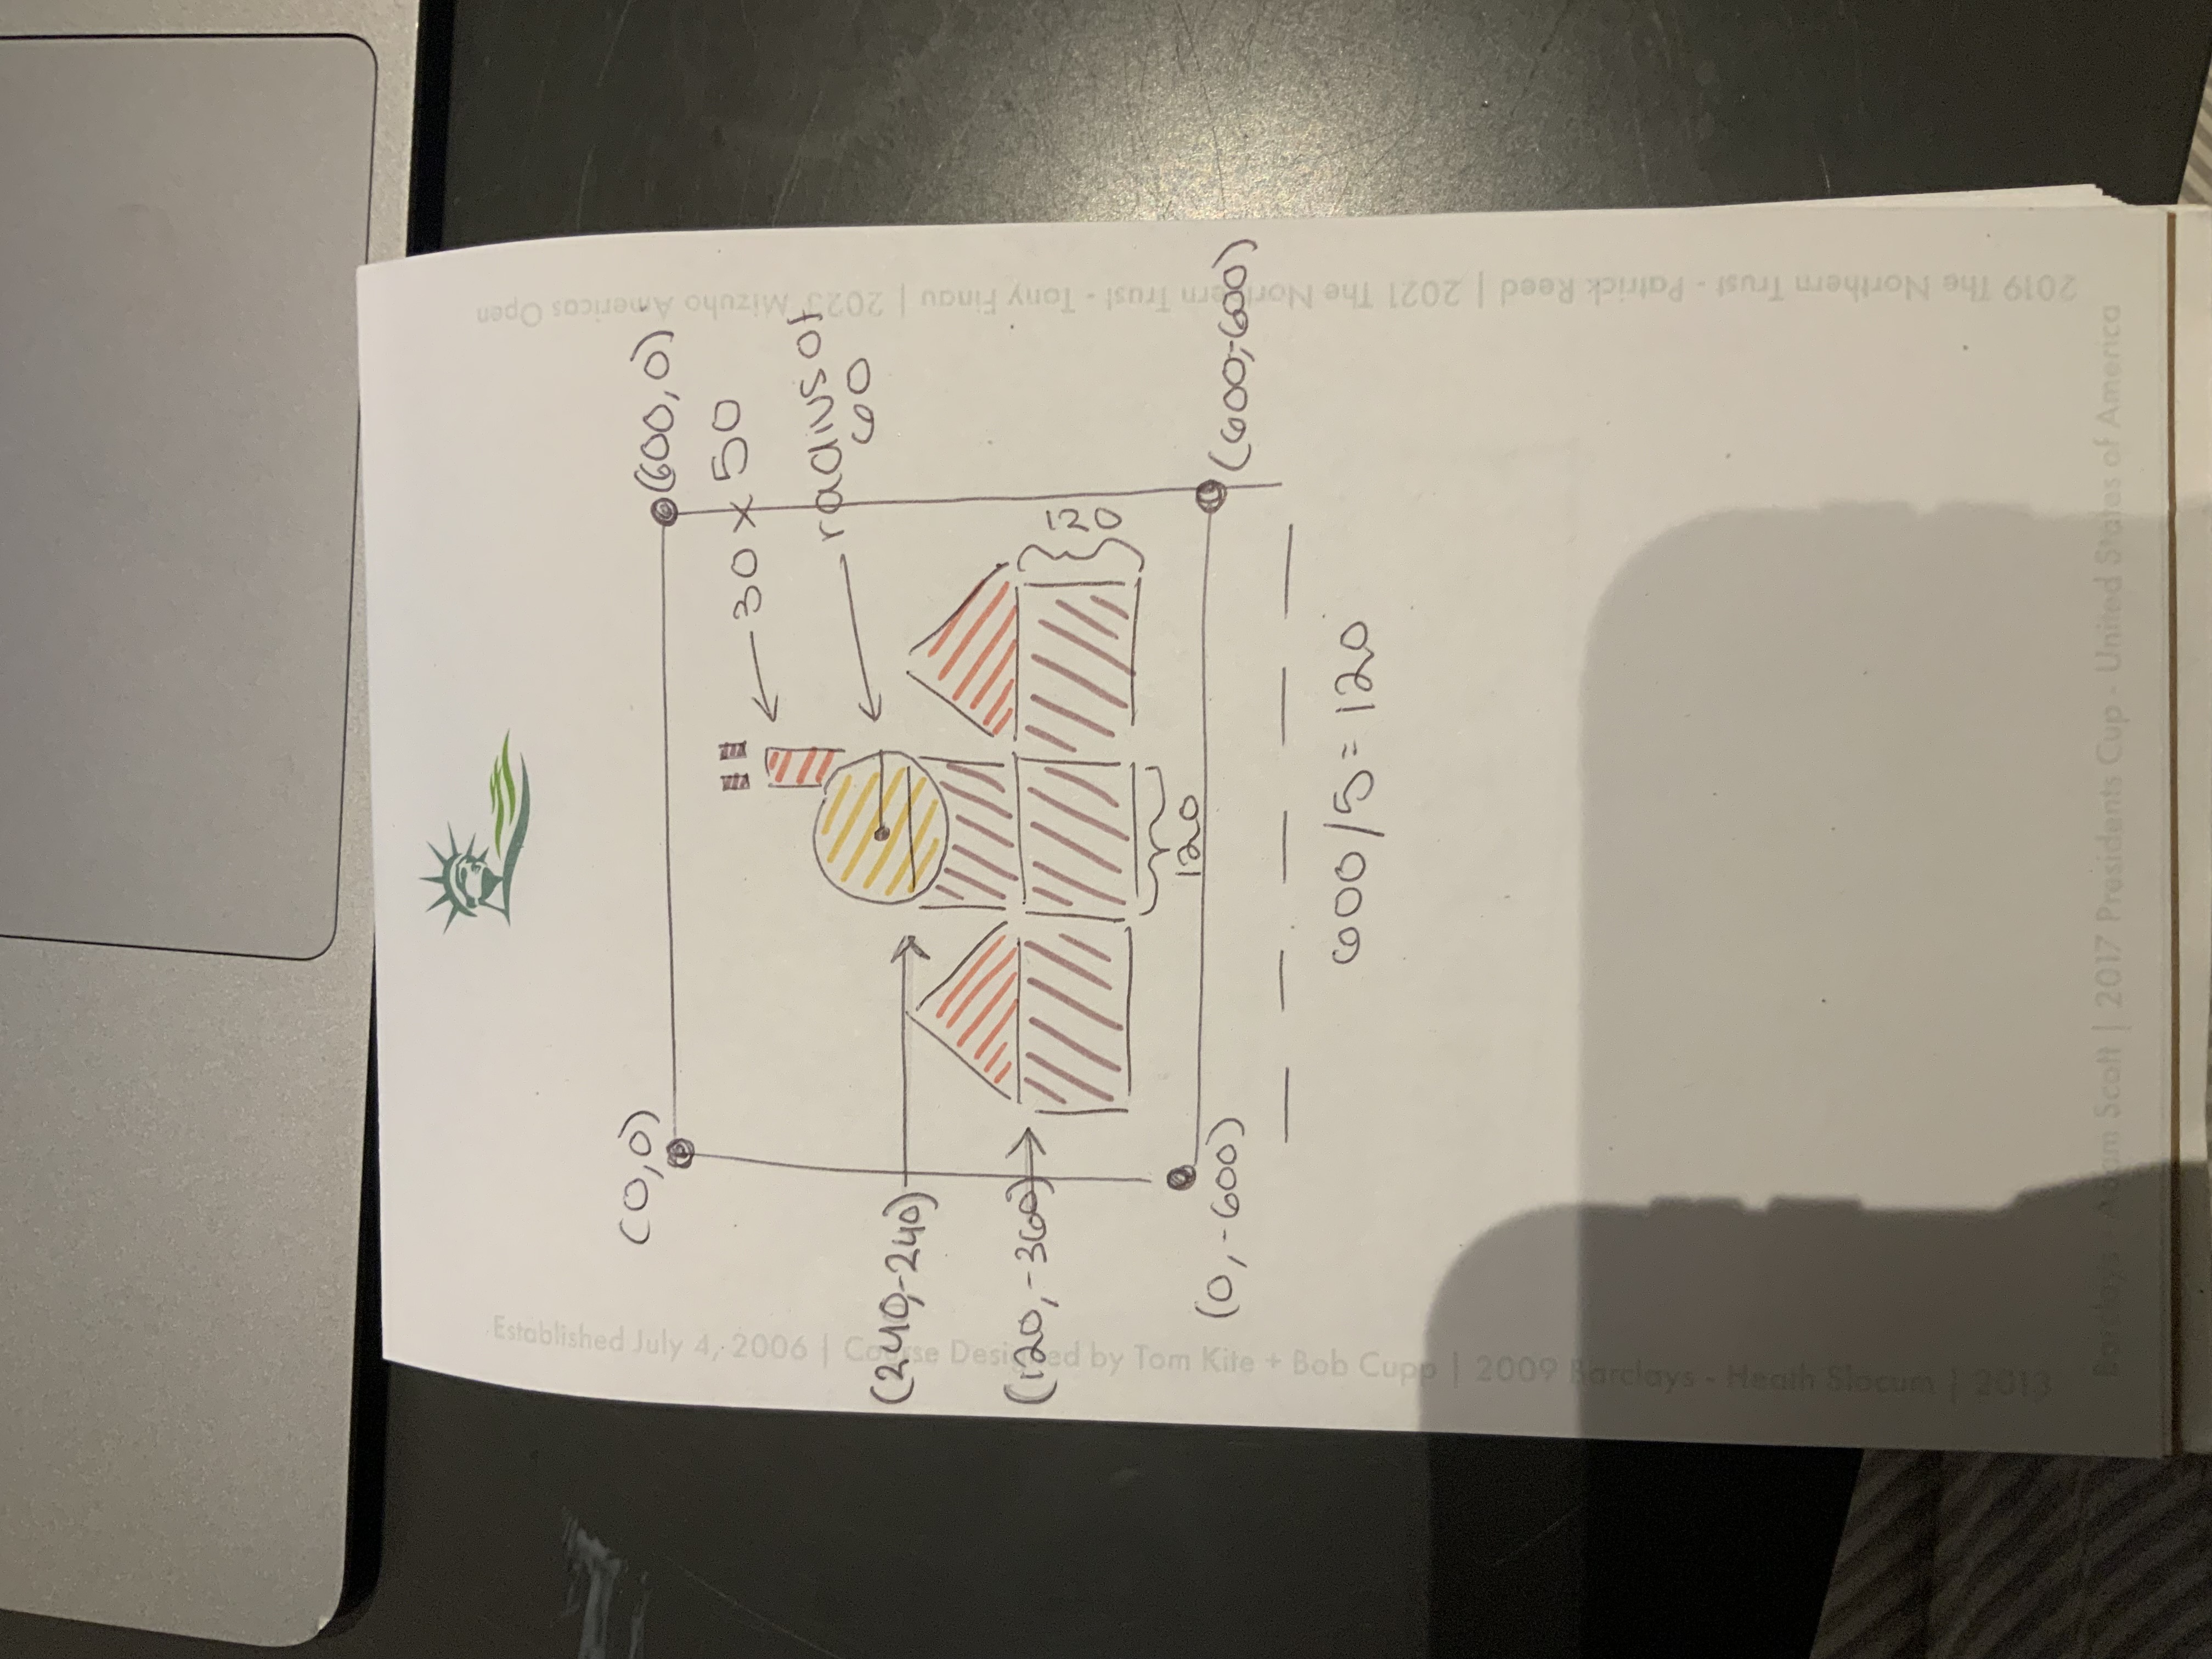 (0,0)
(600,0)
30 x 50
radius of
60
(240,-240)
(120,-360)
120
120
(0,-600)
(600,-600)
600/5=120
Established July 4, 2006 | Course Designed by Tom Kite + Bob Cupp | 2009 Barclays - Heath Slocum | 2013
Barclays - Adam Scott | 2017 Presidents Cup - United States of America
2019 The Northern Trust - Patrick Reed | 2021 The Northern Trust - Tony Finau | 2023 Mizuho Americas Open